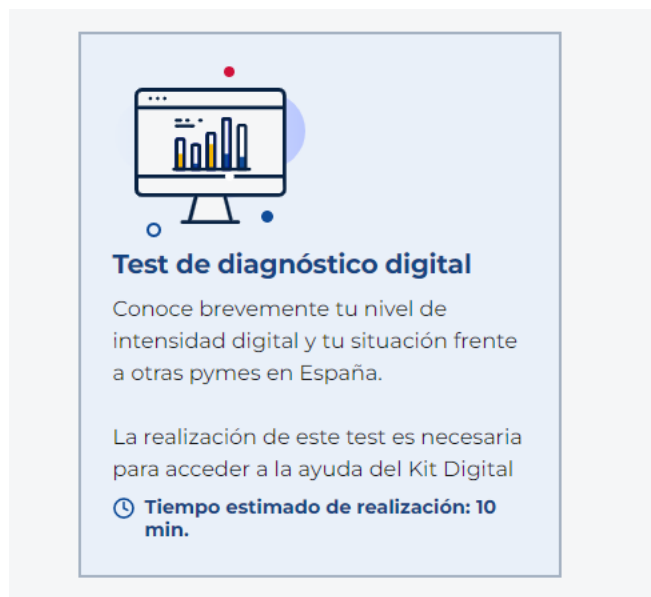 Test de diagnóstico digital
Conoce brevemente tu nivel de
intensidad digital y tu situación frente
a otras pymes en España.
La realización de este test es necesaria
para acceder a la ayuda del Kit Digital
Tiempo estimado de realización: 10
min.